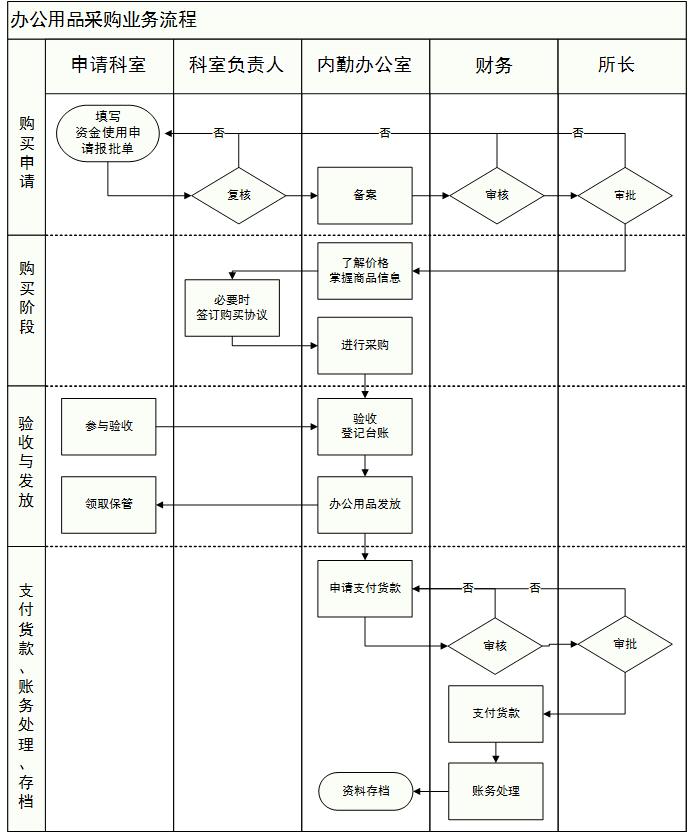 办公用品采购业务流程
申请科室
科室负责人
内勤办公室
财务
所长
购买申请
填写
资金使用申
请报批单
否
否
否
复核
备案
审核
审批
购买阶段
了解价格
掌握商品信息
必要时
签订购买协议
进行采购
验收与发放
参与验收
验收
登记台账
领取保管
办公用品发放
支付货款、账务处理、存档
申请支付货款
否
否
审核
审批
支付货款
资料存档
账务处理